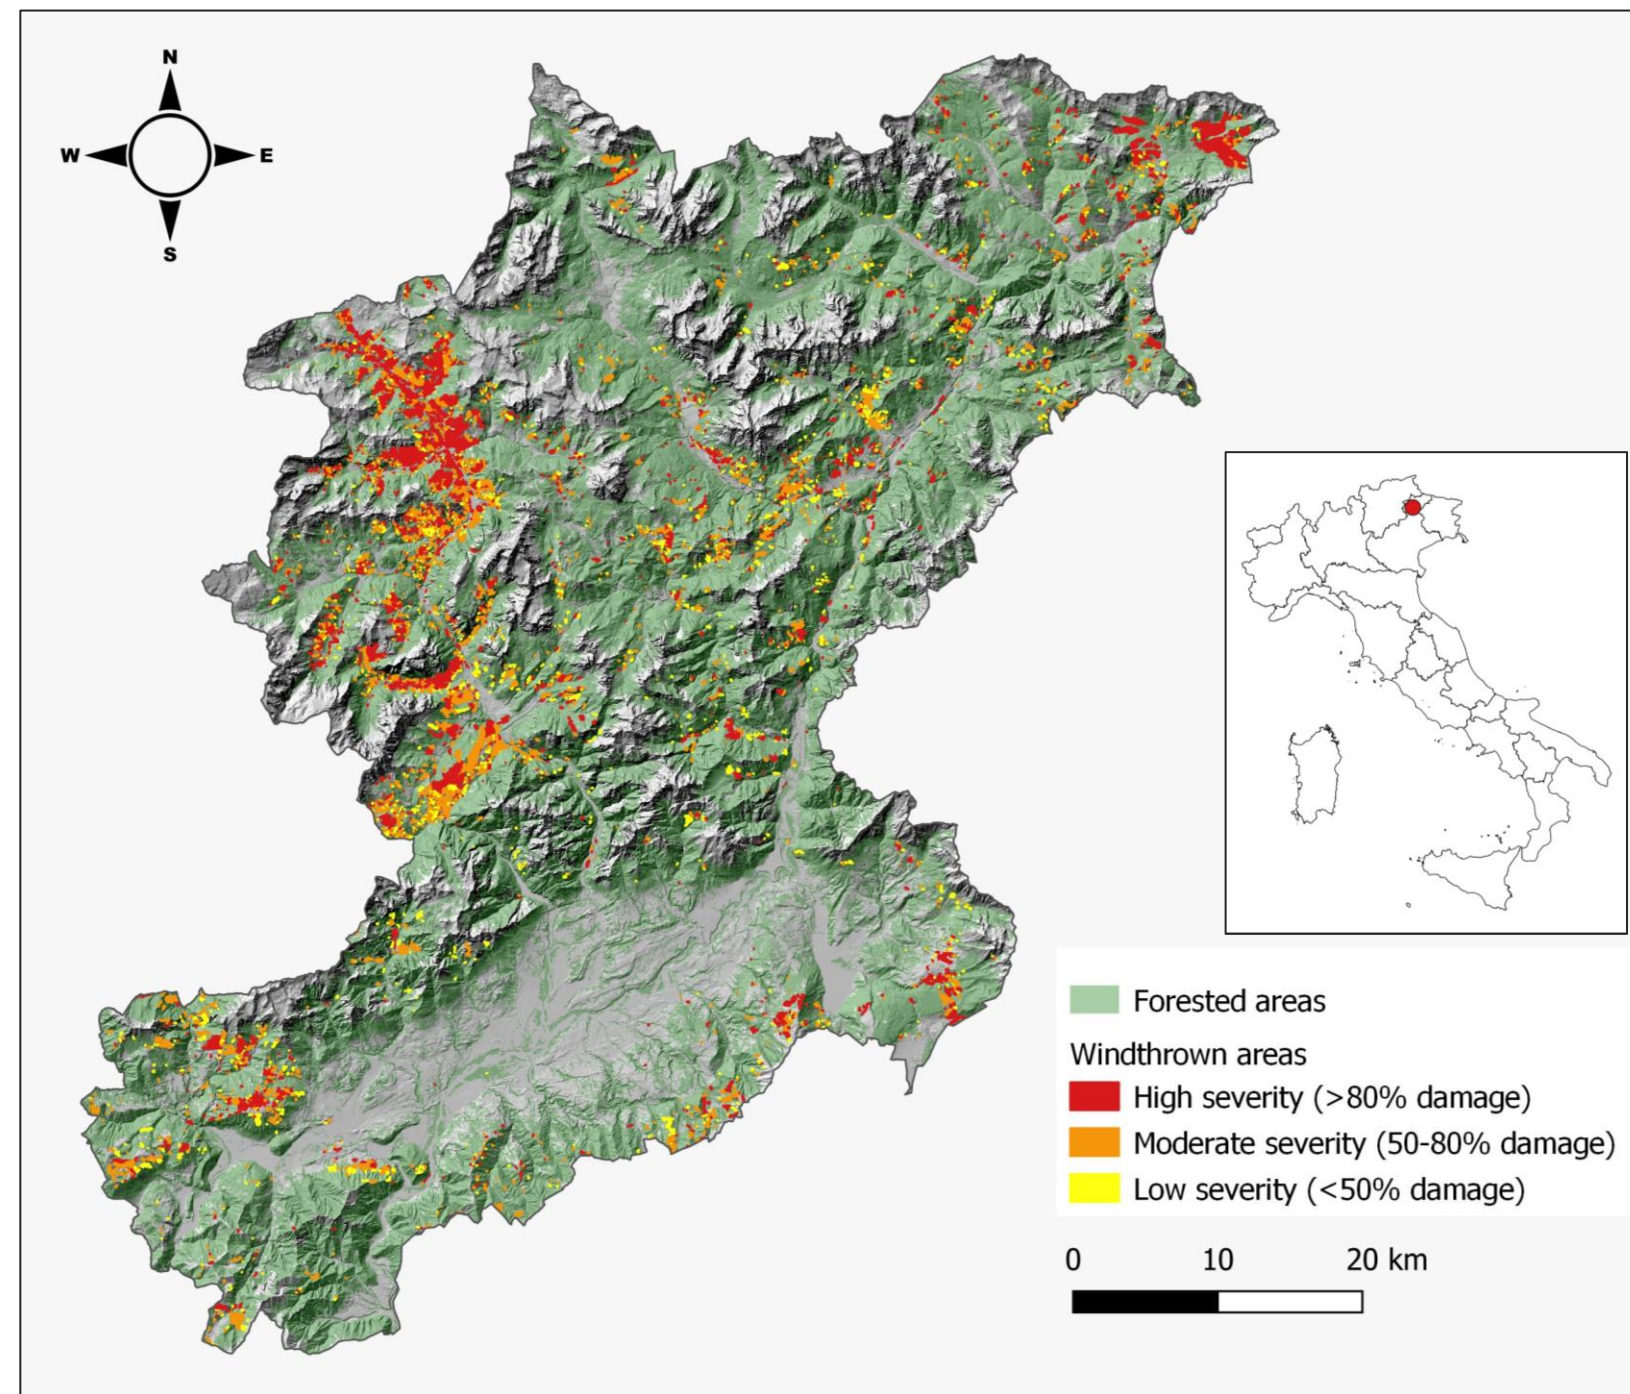 N
W E
S
Forested areas
Windthrown areas
High severity (>80% damage)
Moderate severity (50-80% damage)
Low severity (<50% damage)
0 10 20 km